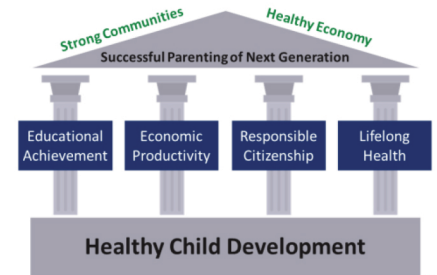 Strong Communities
Healthy Economy
Successful Parenting of Next Generation
Educational
Achievement
Economic
Productivity
Responsible
Citizenship
Lifelong
Health
Healthy Child Development